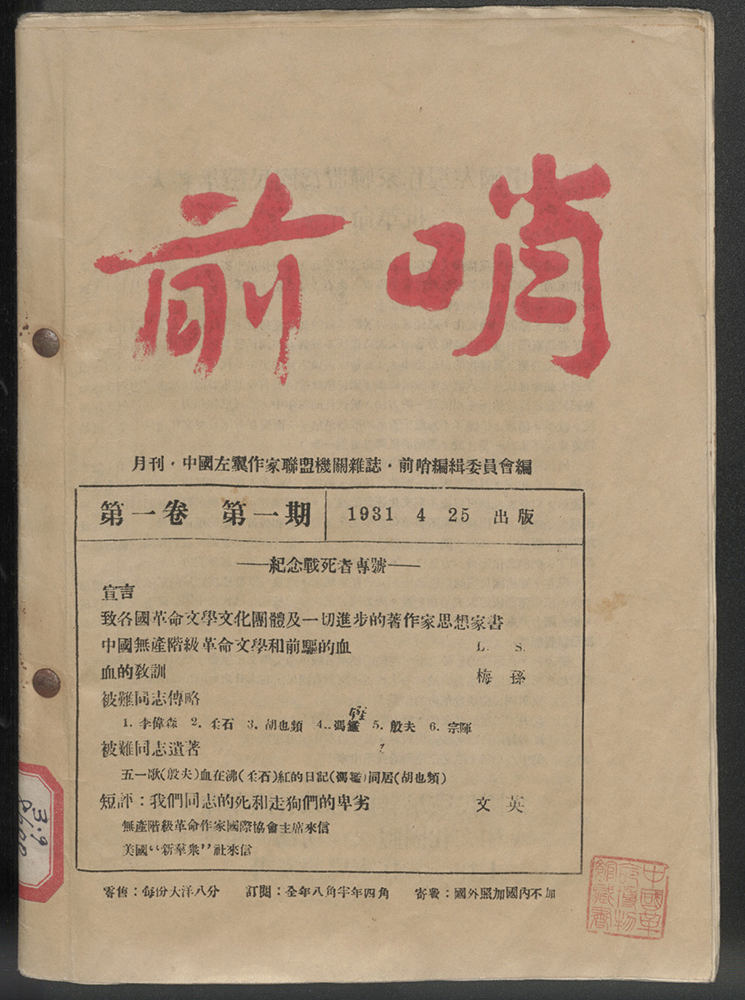 前哨
月刊·中國左翼作家聯盟機關雜誌·前哨編緝委員會編
第一卷 第一期 1931 4 25 出版
——紀念戰死者專號——
宣言
致各國革命文學文化團體及一切進步的著作家思想家書
中國無產階級革命文學和前驅的血 L. S.
血的教訓 梅孫
被難同志傳略
1. 李偉森 2. 柔石 3. 胡也頻 4. 馮鏗 5. 殷夫 6. 宗暉
被難同志遺著
五一歌(殷夫)血在沸(柔石)紅的日記(馮鏗)同居(胡也頻)
短評：我們同志的死和走狗們的卑劣 文英
無產階級革命作家國際協會主席來信
美國“新羣衆”社來信
零售：每份大洋八分 訂閱：全年八角半年四角 寄費：國外照加國內不加
中國革命博物館藏書
3.9